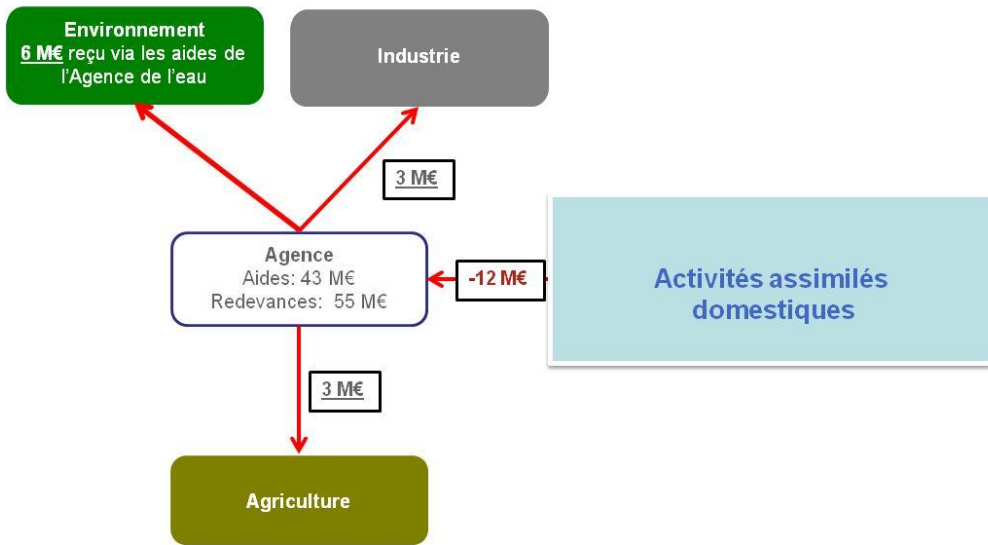 Environnement
6 M€ reçu via les aides de
l'Agence de l'eau
Industrie
3 M€
Agence
Aides: 43 M€
Redevances: 55 M€
-12 M€
Activités assimilés
domestiques
3 M€
Agriculture